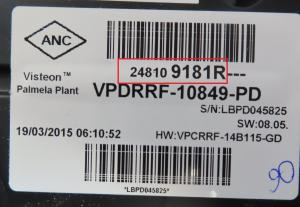 ANC
Visteon™
Palmela Plant
24810 9181R---
VPDRRF-10849-PD
S/N:LBPD045825
SW:08.05.
19/03/2015 06:10:52
HW:VPCRRF-14B115-GD
*LBPD045825*
90